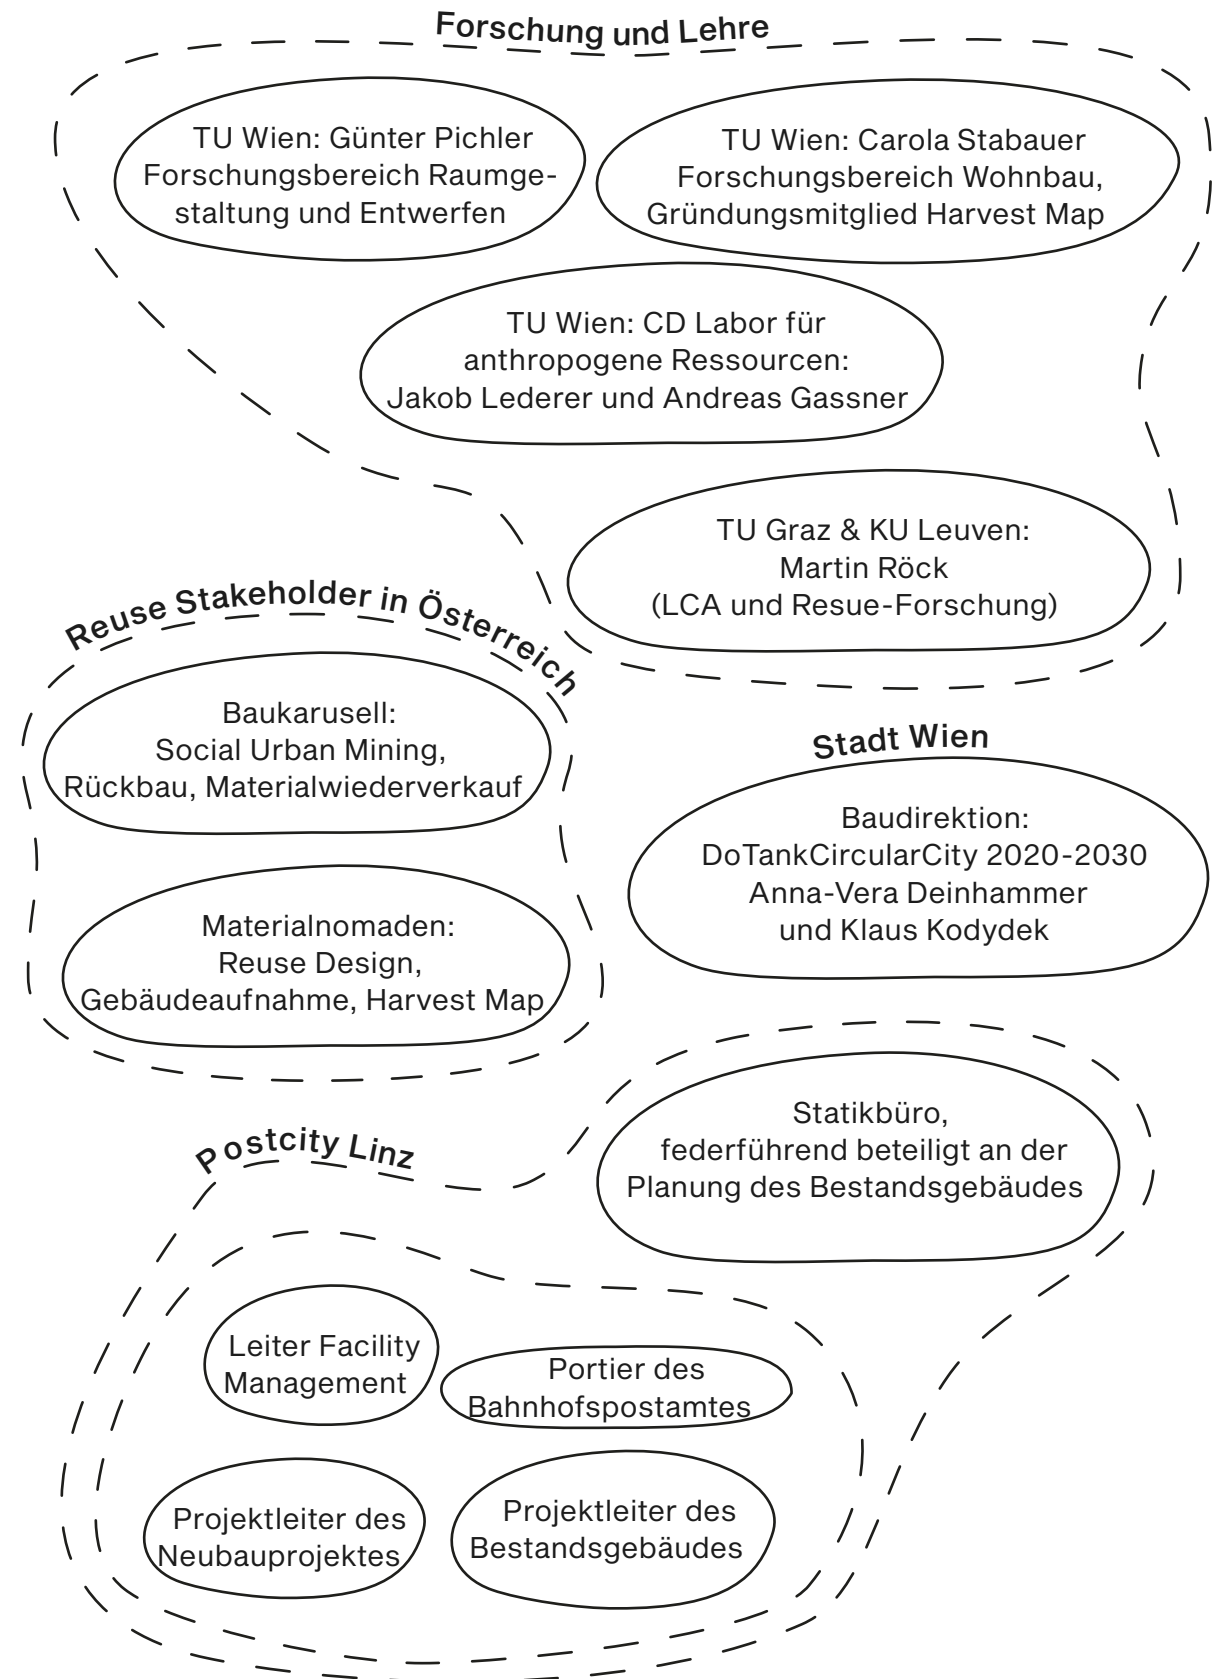 Forschung und Lehre
TU Wien: Günter Pichler
Forschungsbereich Raumge-
staltung und Entwerfen
TU Wien: Carola Stabauer
Forschungsbereich Wohnbau,
Gründungsmitglied Harvest Map
TU Wien: CD Labor für
anthropogene Ressourcen:
Jakob Lederer und Andreas Gassner
TU Graz & KU Leuven:
Martin Röck
(LCA und Resue-Forschung)
Reuse Stakeholder in Österreich
Baukarusell:
Social Urban Mining,
Rückbau, Materialwiederverkauf
Materialnomaden:
Reuse Design,
Gebäudeaufnahme, Harvest Map
Stadt Wien
Baudirektion:
DoTankCircularCity 2020-2030
Anna-Vera Deinhammer
und Klaus Kodydek
Postcity Linz
Statikbüro,
federführend beteiligt an der
Planung des Bestandsgebäudes
Leiter Facility
Management
Portier des
Bahnhofspostamtes
Projektleiter des
Neubauprojektes
Projektleiter des
Bestandsgebäudes